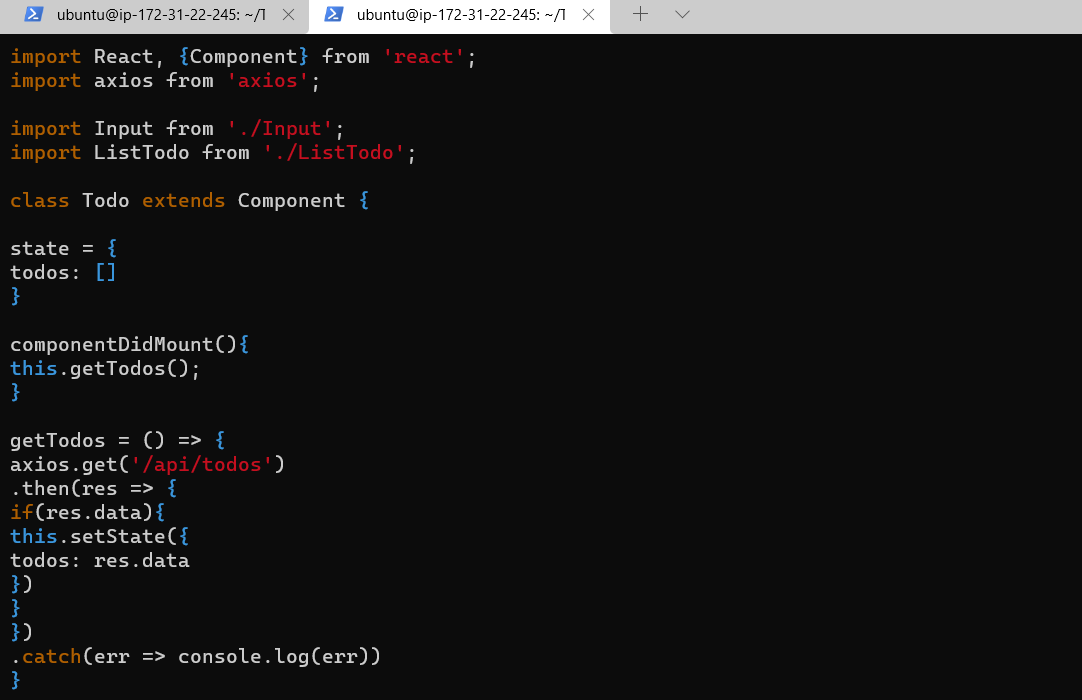 ubuntu@ip-172-31-22-245: ~/T
ubuntu@ip-172-31-22-245: ~/T
import React, {Component} from 'react';
import axios from 'axios';
import Input from './Input';
import ListTodo from './ListTodo';
class Todo extends Component {
state = {
todos: []
}
componentDidMount(){
this.getTodos();
}
getTodos = () => {
axios.get('/api/todos')
.then(res => {
if(res.data){
this.setState({
todos: res.data
})
}
})
.catch(err => console.log(err))
}